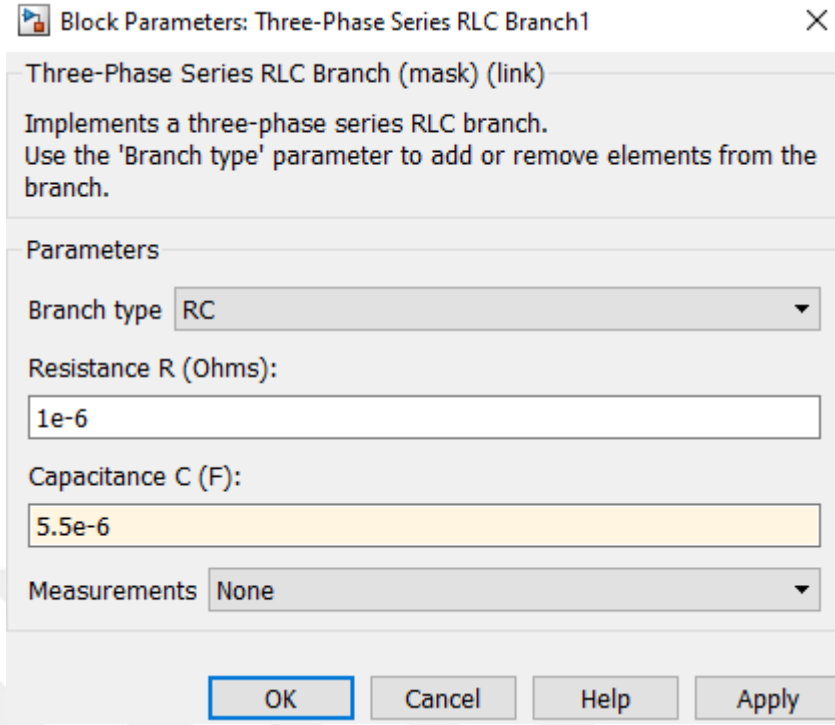 Block Parameters: Three-Phase Series RLC Branch1
Three-Phase Series RLC Branch (mask) (link)
Implements a three-phase series RLC branch.
Use the 'Branch type' parameter to add or remove elements from the
branch.
Parameters
Branch type RC
Resistance R (Ohms):
1e-6
Capacitance C (F):
5.5e-6
Measurements None
OK Cancel Help Apply